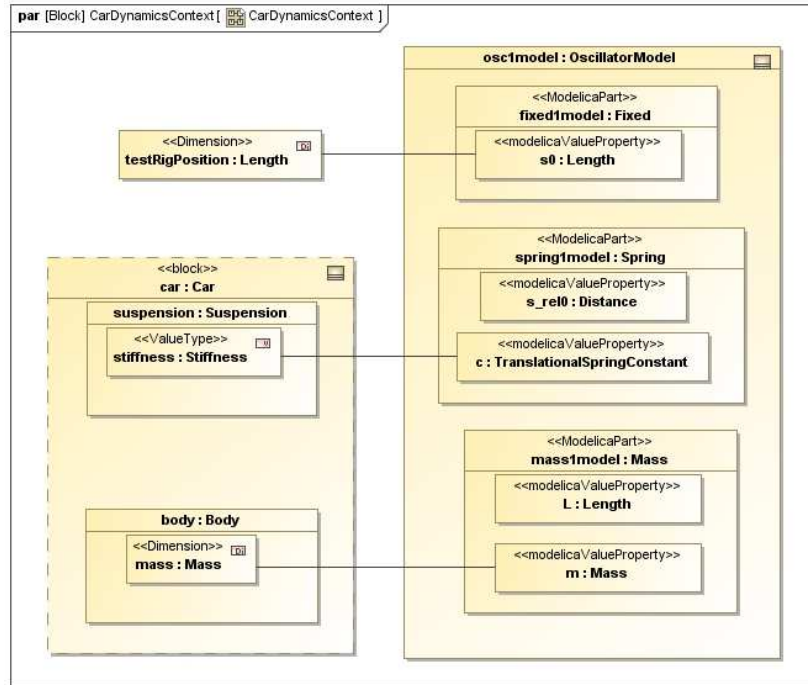 par [Block] CarDynamicsContext [ CarDynamicsContext ]
osc1model : OscillatorModel
<<ModelicaPart>>
fixed1model : Fixed
<<Dimension>>
testRigPosition : Length
<<modelicaValueProperty>>
s0 : Length
<<ModelicaPart>>
spring1model : Spring
<<block>>
car : Car
<<modelicaValueProperty>>
s_rel0 : Distance
suspension : Suspension
<<ValueType>>
stiffness : Stiffness
<<modelicaValueProperty>>
c : TranslationalSpringConstant
<<ModelicaPart>>
mass1model : Mass
<<modelicaValueProperty>>
L : Length
body : Body
<<Dimension>>
mass : Mass
<<modelicaValueProperty>>
m : Mass